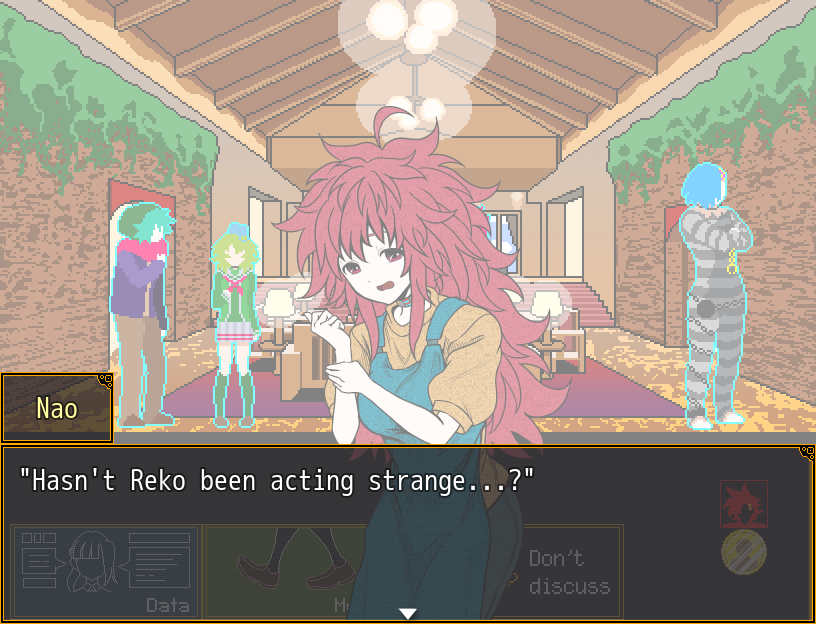 Nao
"Hasn't Reko been acting strange...?"
Data
Don't
discuss